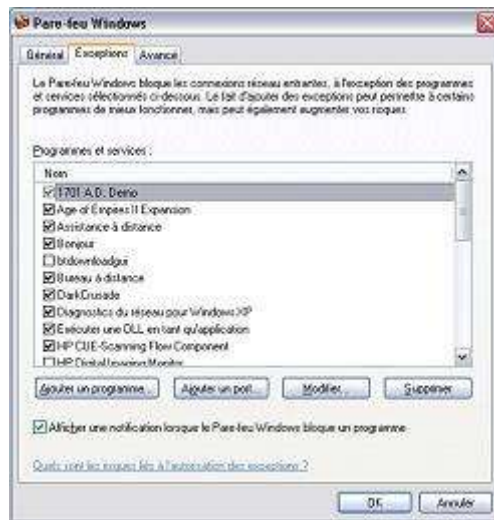 Pare-feu Windows
Général Exceptions Avancé
Le Pare-feu Windows bloque les connexions réseau entrantes, à l'exception des programmes
et services sélectionnés ci-dessous. Le fait d'ajouter des exceptions peut permettre à certains
programmes de mieux fonctionner, mais peut également augmenter vos risques.
Programmes et services :
Nom
1701 A.D. Demo
Age of Empires II Expansion
Assistance à distance
Bonjour
btdownloadgui
Bureau à distance
DarkCrusade
Diagnostics du réseau pour Windows XP
Exécuter une DLL en tant qu'application
HP CUE-Scanning Flow Component
HP Digital Imaging Monitor
Ajouter un programme... Ajouter un port... Modifier... Supprimer
Afficher une notification lorsque le Pare-feu Windows bloque un programme
Quels sont les risques liés à l'autorisation des exceptions ?
OK Annuler